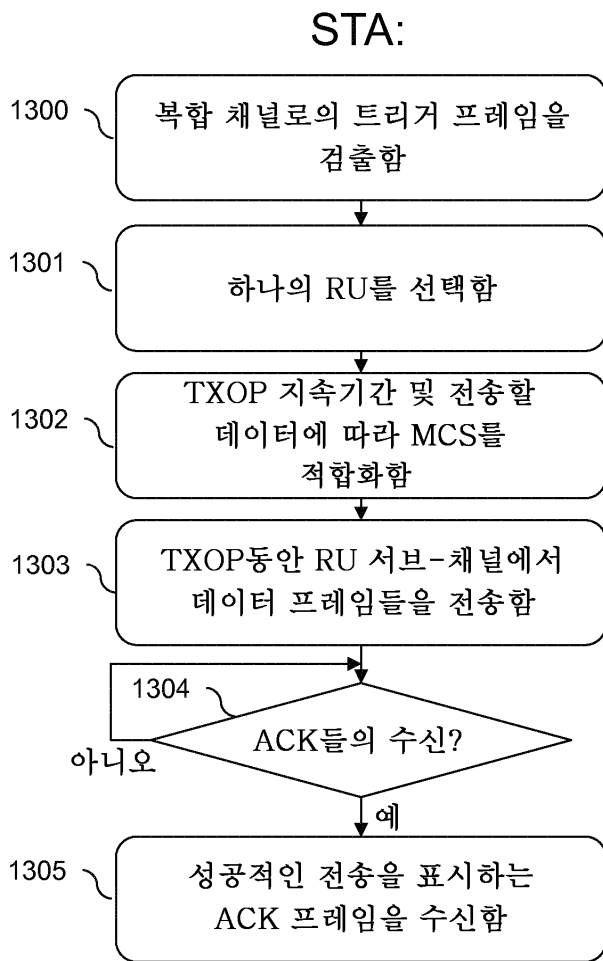 STA:
1300
복합 채널로의 트리거 프레임을
검출함
1301
하나의 RU를 선택함
1302
TXOP 지속기간 및 전송할
데이터에 따라 MCS를
적합화함
1303
TXOP동안 RU 서브-채널에서
데이터 프레임들을 전송함
1304
ACK들의 수신?
아니오
예
1305
성공적인 전송을 표시하는
ACK 프레임을 수신함